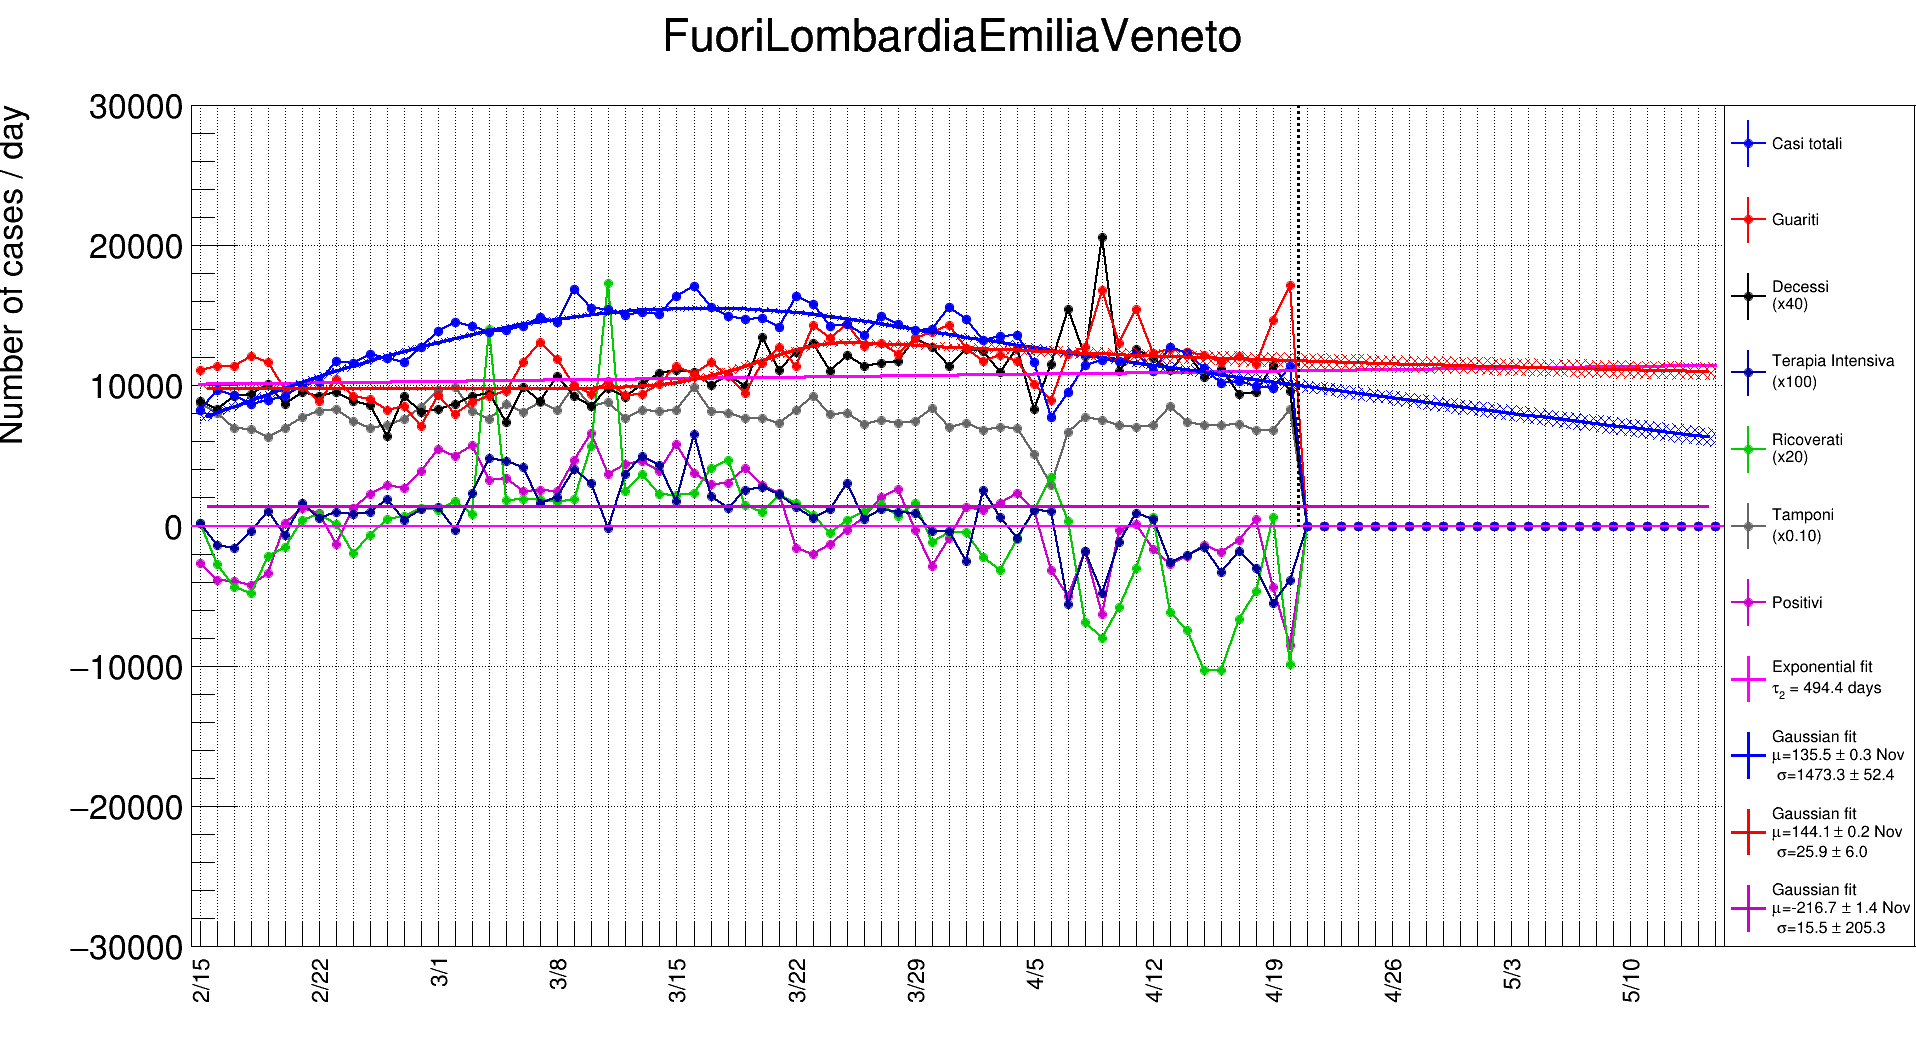 FuoriLombardiaEmiliaVeneto
Number of cases / day
30000
20000
10000
0
−10000
−20000
−30000
2/15
2/22
3/1
3/8
3/15
3/22
3/29
4/5
4/12
4/19
4/26
5/3
5/10
Casi totali
Guariti
Decessi
(x40)
Terapia Intensiva
(x100)
Ricoverati
(x20)
Tamponi
(x0.10)
Positivi
Exponential fit
τ2 = 494.4 days
Gaussian fit
μ=135.5 ± 0.3 Nov
σ=1473.3 ± 52.4
Gaussian fit
μ=144.1 ± 0.2 Nov
σ=25.9 ± 6.0
Gaussian fit
μ=-216.7 ± 1.4 Nov
σ=15.5 ± 205.3